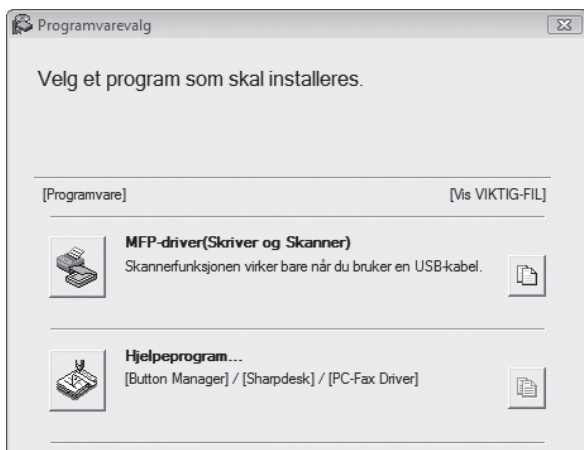 Programvarevalg
Velg et program som skal installeres.
[Programvare] [Vis VIKTIG-FIL]
MFP-driver(Skriver og Skanner)
Skannerfunksjonen virker bare når du bruker en USB-kabel.
Hjelpeprogram...
[Button Manager] / [Sharpdesk] / [PC-Fax Driver]